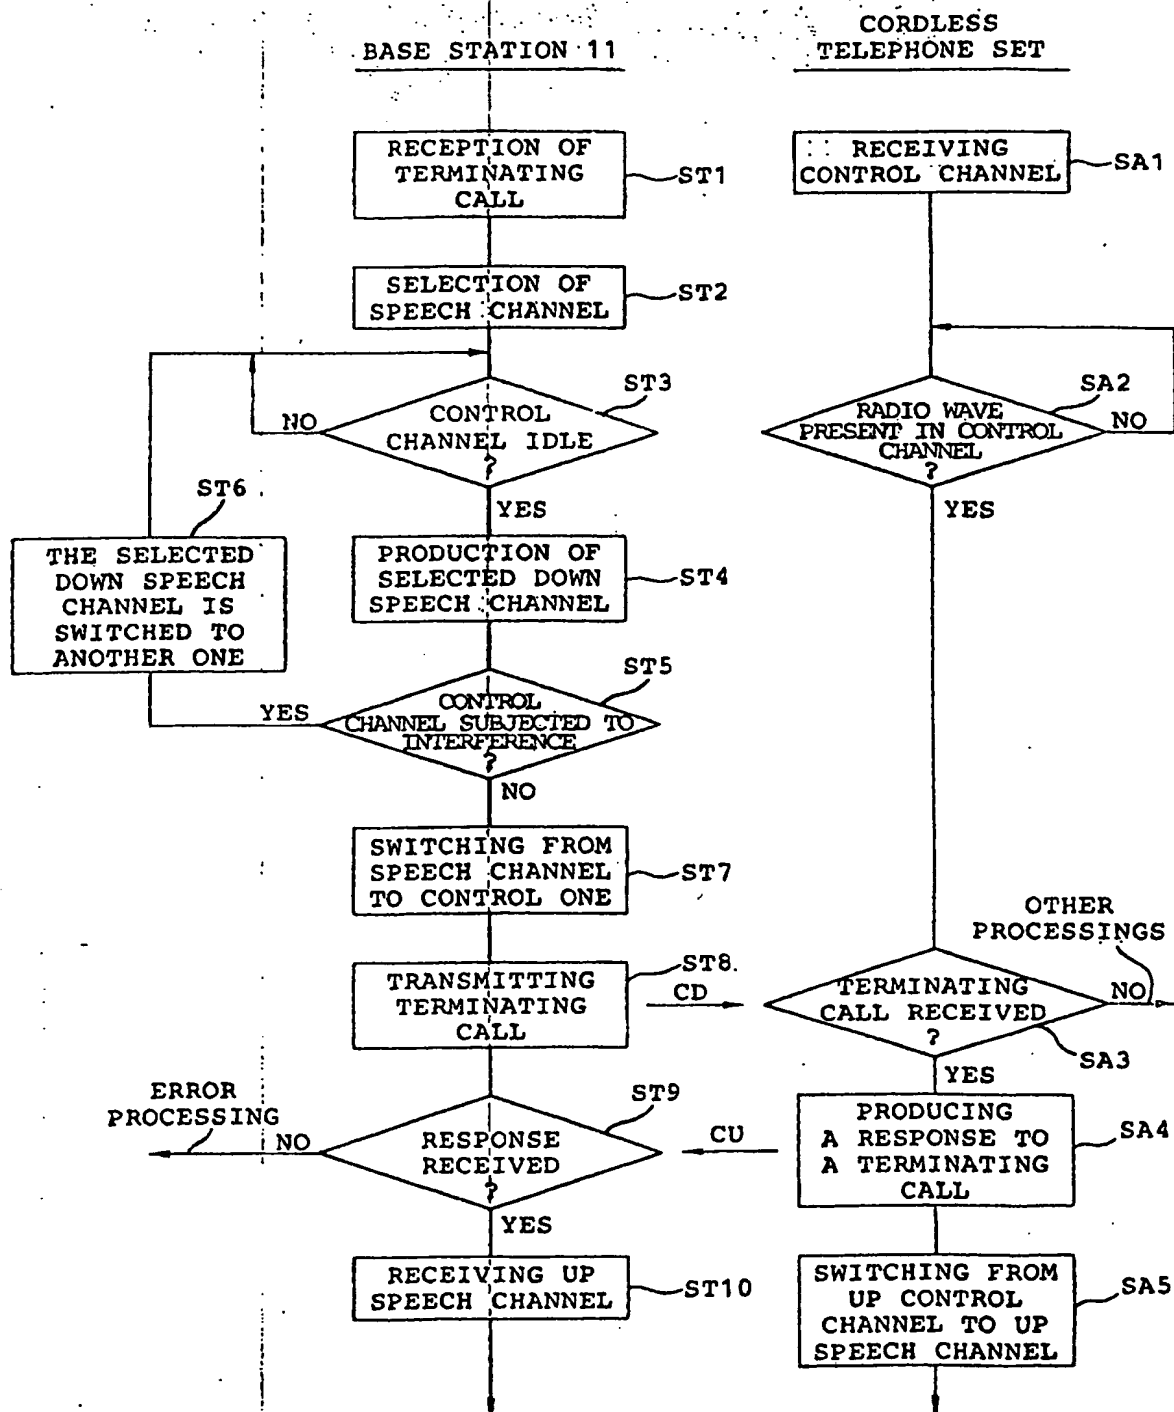 BASE STATION 11
CORDLESS
TELEPHONE SET
RECEPTION OF
TERMINATING
CALL
ST1
RECEIVING
CONTROL CHANNEL
SA1
SELECTION OF
SPEECH CHANNEL
ST2
ST3
CONTROL
CHANNEL IDLE
?
NO
YES
SA2
RADIO WAVE
PRESENT IN CONTROL
CHANNEL
?
NO
YES
ST6
THE SELECTED
DOWN SPEECH
CHANNEL IS
SWITCHED TO
ANOTHER ONE
PRODUCTION OF
SELECTED DOWN
SPEECH CHANNEL
ST4
ST5
CONTROL
CHANNEL SUBJECTED TO
INTERFERENCE
?
YES
NO
SWITCHING FROM
SPEECH CHANNEL
TO CONTROL ONE
ST7
TRANSMITTING
TERMINATING
CALL
ST8
CD
OTHER
PROCESSINGS
TERMINATING
CALL RECEIVED
?
NO
SA3
YES
ERROR
PROCESSING
NO
ST9
RESPONSE
RECEIVED
?
YES
CU
PRODUCING
A RESPONSE TO
A TERMINATING
CALL
SA4
RECEIVING UP
SPEECH CHANNEL
ST10
SWITCHING FROM
UP CONTROL
CHANNEL TO UP
SPEECH CHANNEL
SA5